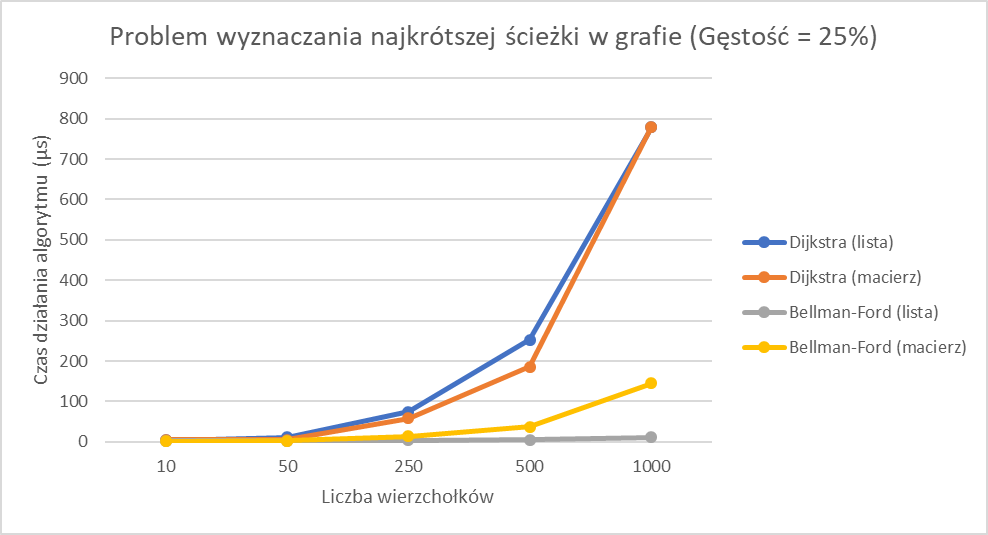 Problem wyznaczania najkrótszej ścieżki w grafie (Gęstość = 25%)
900
800
700
600
500
400
300
200
100
0
Czas działania algorytmu (µs)
10 50 250 500 1000
Liczba wierzchołków
Dijkstra (lista)
Dijkstra (macierz)
Bellman-Ford (lista)
Bellman-Ford (macierz)